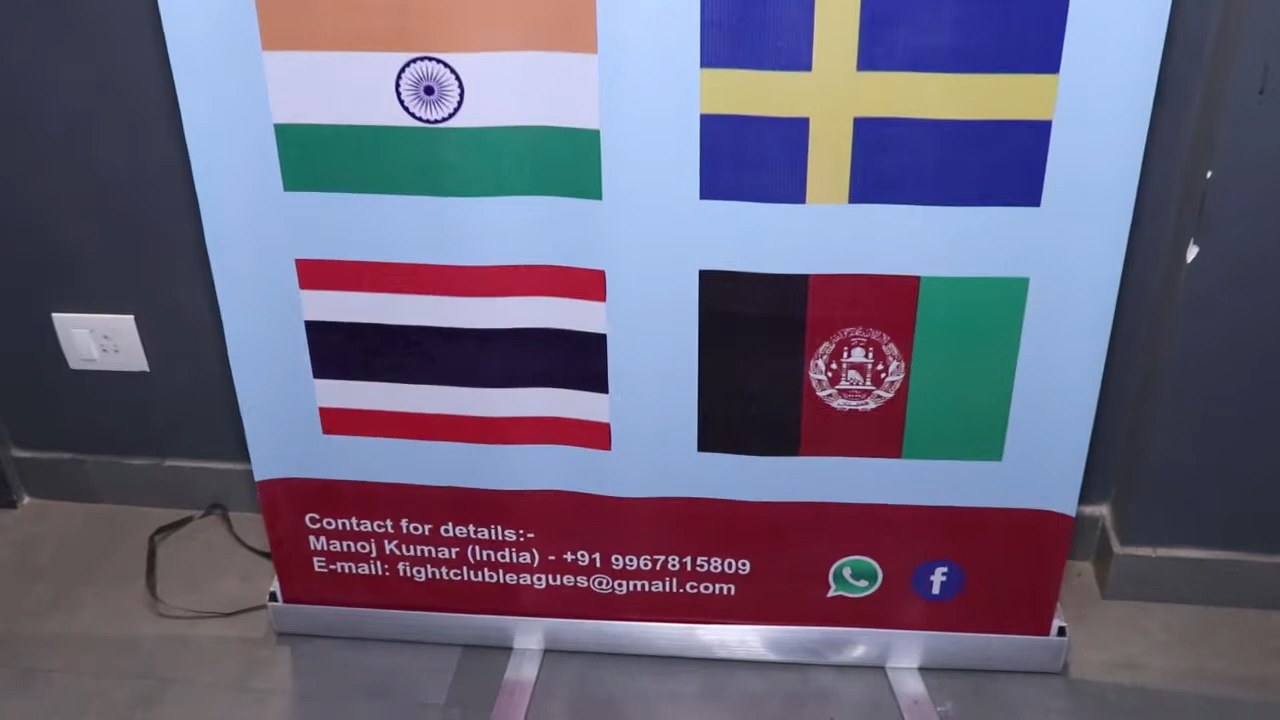 Contact for details:-
Manoj Kumar (India) - +91 9967815809
E-mail: fightclubleagues@gmail.com